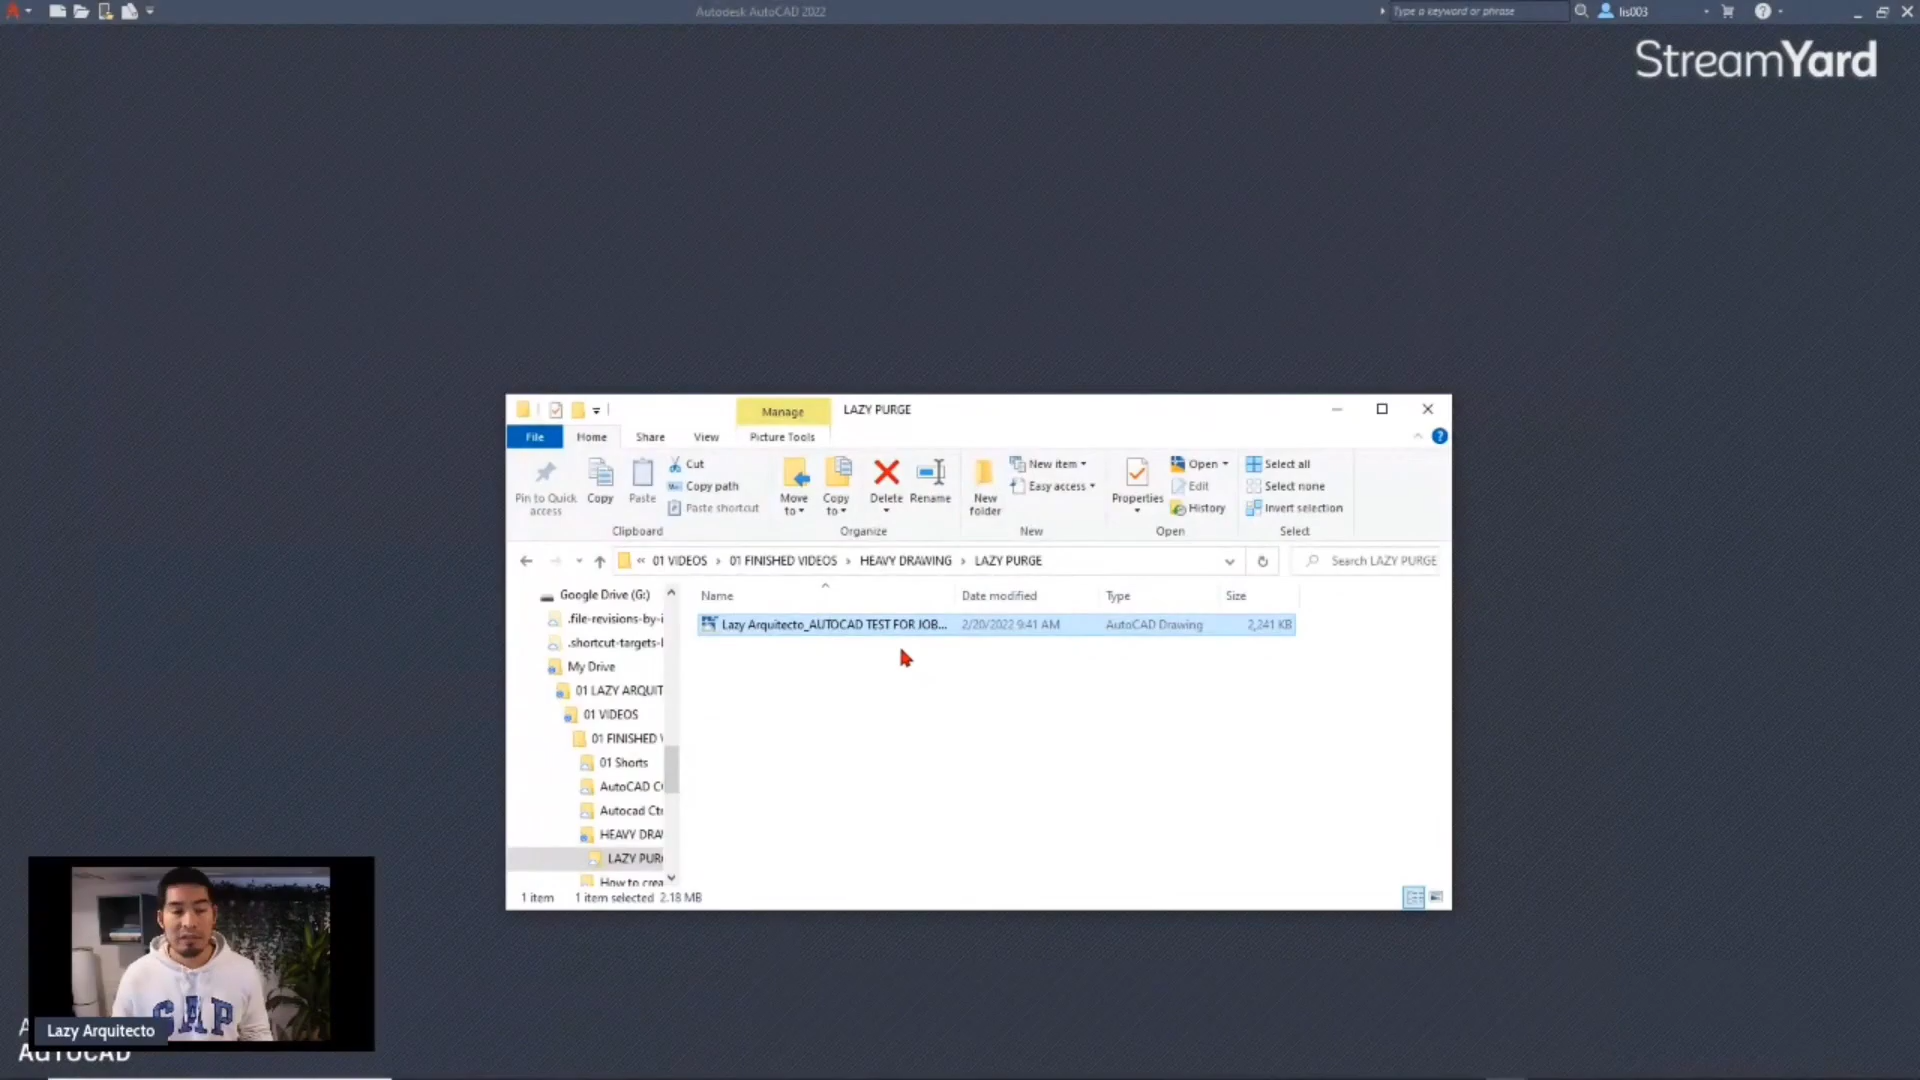 Autodesk AutoCAD 2022
Type a keyword or phrase
lis003
StreamYard
Manage
LAZY PURGE
File
Home
Share
View
Picture Tools
Pin to Quick access
Copy
Paste
Cut
Copy path
Paste shortcut
Clipboard
Move to
Copy to
Delete
Rename
Organize
New folder
New item
Easy access
New
Properties
Open
Edit
History
Open
Select all
Select none
Invert selection
Select
« 01 VIDEOS › 01 FINISHED VIDEOS › HEAVY DRAWING › LAZY PURGE
Search LAZY PURGE
Name
Date modified
Type
Size
Lazy Arquitecto_AUTOCAD TEST FOR JOB...
2/20/2022 9:41 AM
AutoCAD Drawing
2,241 KB
Google Drive (G:)
.file-revisions-by-i
.shortcut-targets-l
My Drive
01 LAZY ARQUIT
01 VIDEOS
01 FINISHED V
01 Shorts
AutoCAD C
Autocad Ctr
HEAVY DRA
LAZY PUR
How to crea
1 item
1 item selected 2.18 MB
GAP
Lazy Arquitecto
AUTOCAD